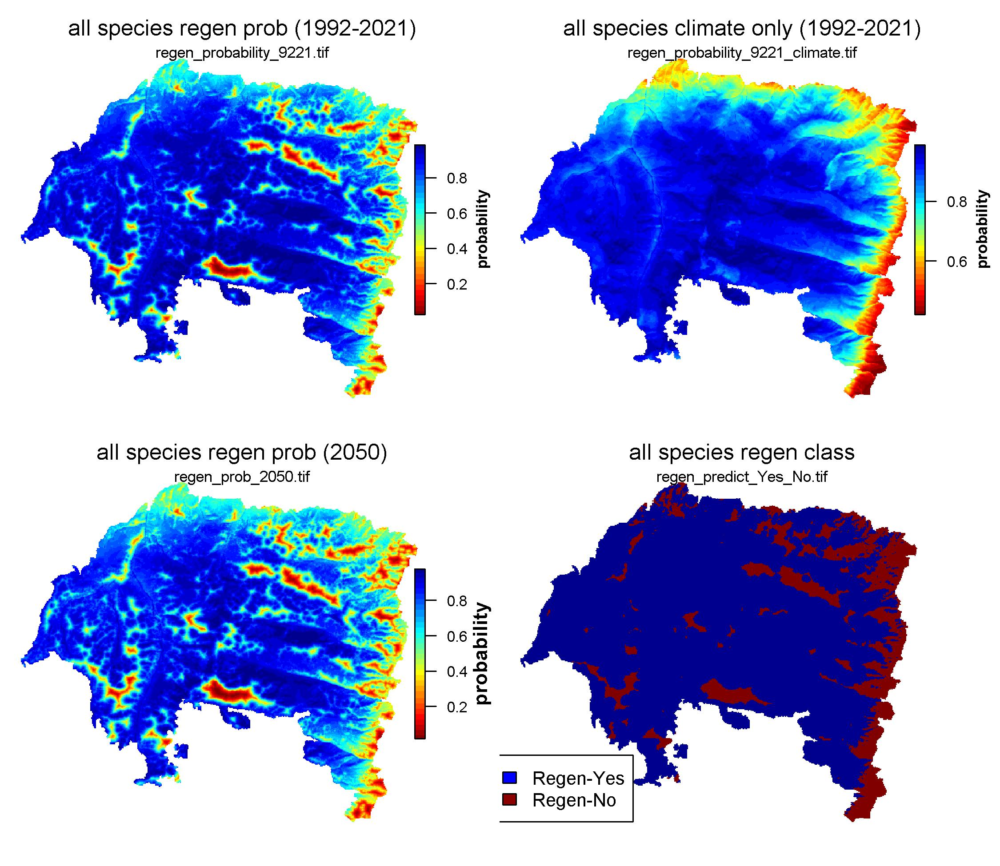 all species regen prob (1992-2021)
regen_probability_9221.tif
0.8
0.6
0.4
0.2
probability
all species climate only (1992-2021)
regen_probability_9221_climate.tif
0.8
0.6
probability
all species regen prob (2050)
regen_prob_2050.tif
0.8
0.6
0.4
0.2
probability
all species regen class
regen_predict_Yes_No.tif
Regen-Yes
Regen-No